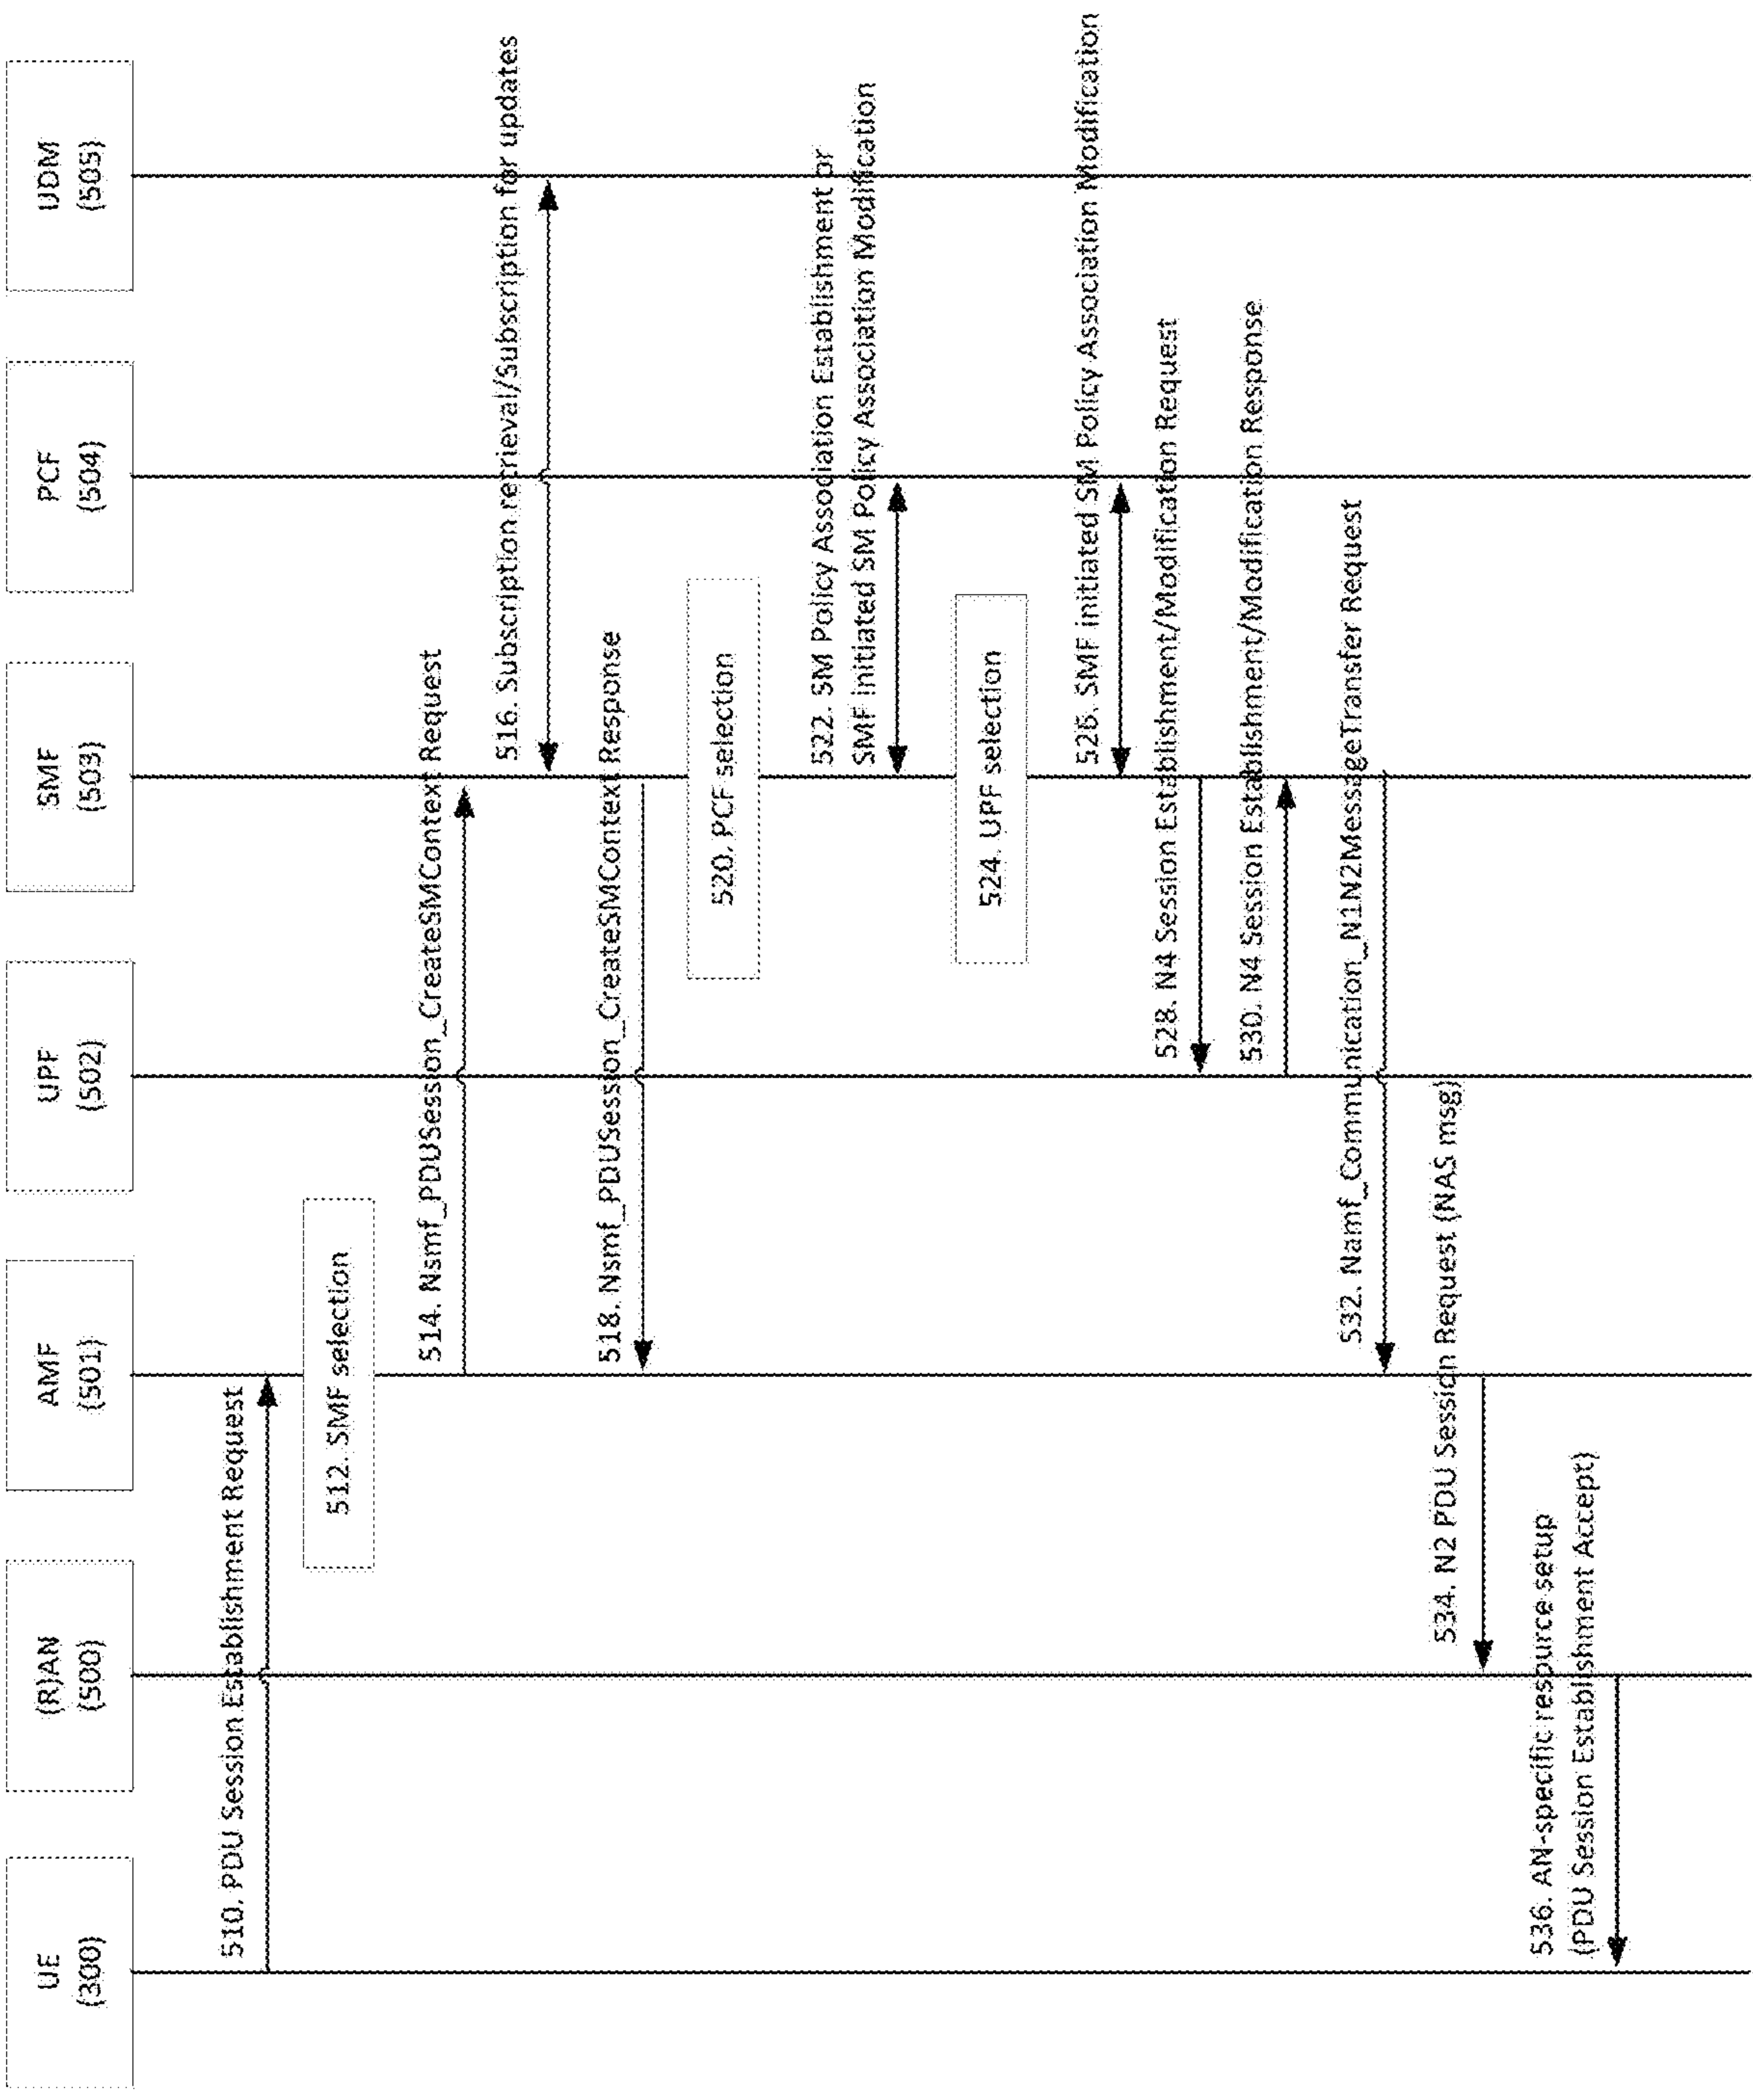 UE
(300)
(R)AN
(500)
AMF
(501)
UPF
(502)
SMF
(503)
PCF
(504)
UDM
(505)
510. PDU Session Establishment Request
512. SMF selection
514. Nsmf_PDUSession_CreateSMContext Request
516. Subscription retrieval/Subscription for updates
518. Nsmf_PDUSession_CreateSMContext Response
520. PCF selection
522. SM Policy Association Establishment or
SMF initiated SM Policy Association Modification
524. UPF selection
526. SMF initiated SM Policy Association Modification
528. N4 Session Establishment/Modification Request
530. N4 Session Establishment/Modification Response
532. Namf_Communication_N1N2MessageTransfer Request
534. N2 PDU Session Request (NAS msg)
536. AN-specific resource setup
(PDU Session Establishment Accept)